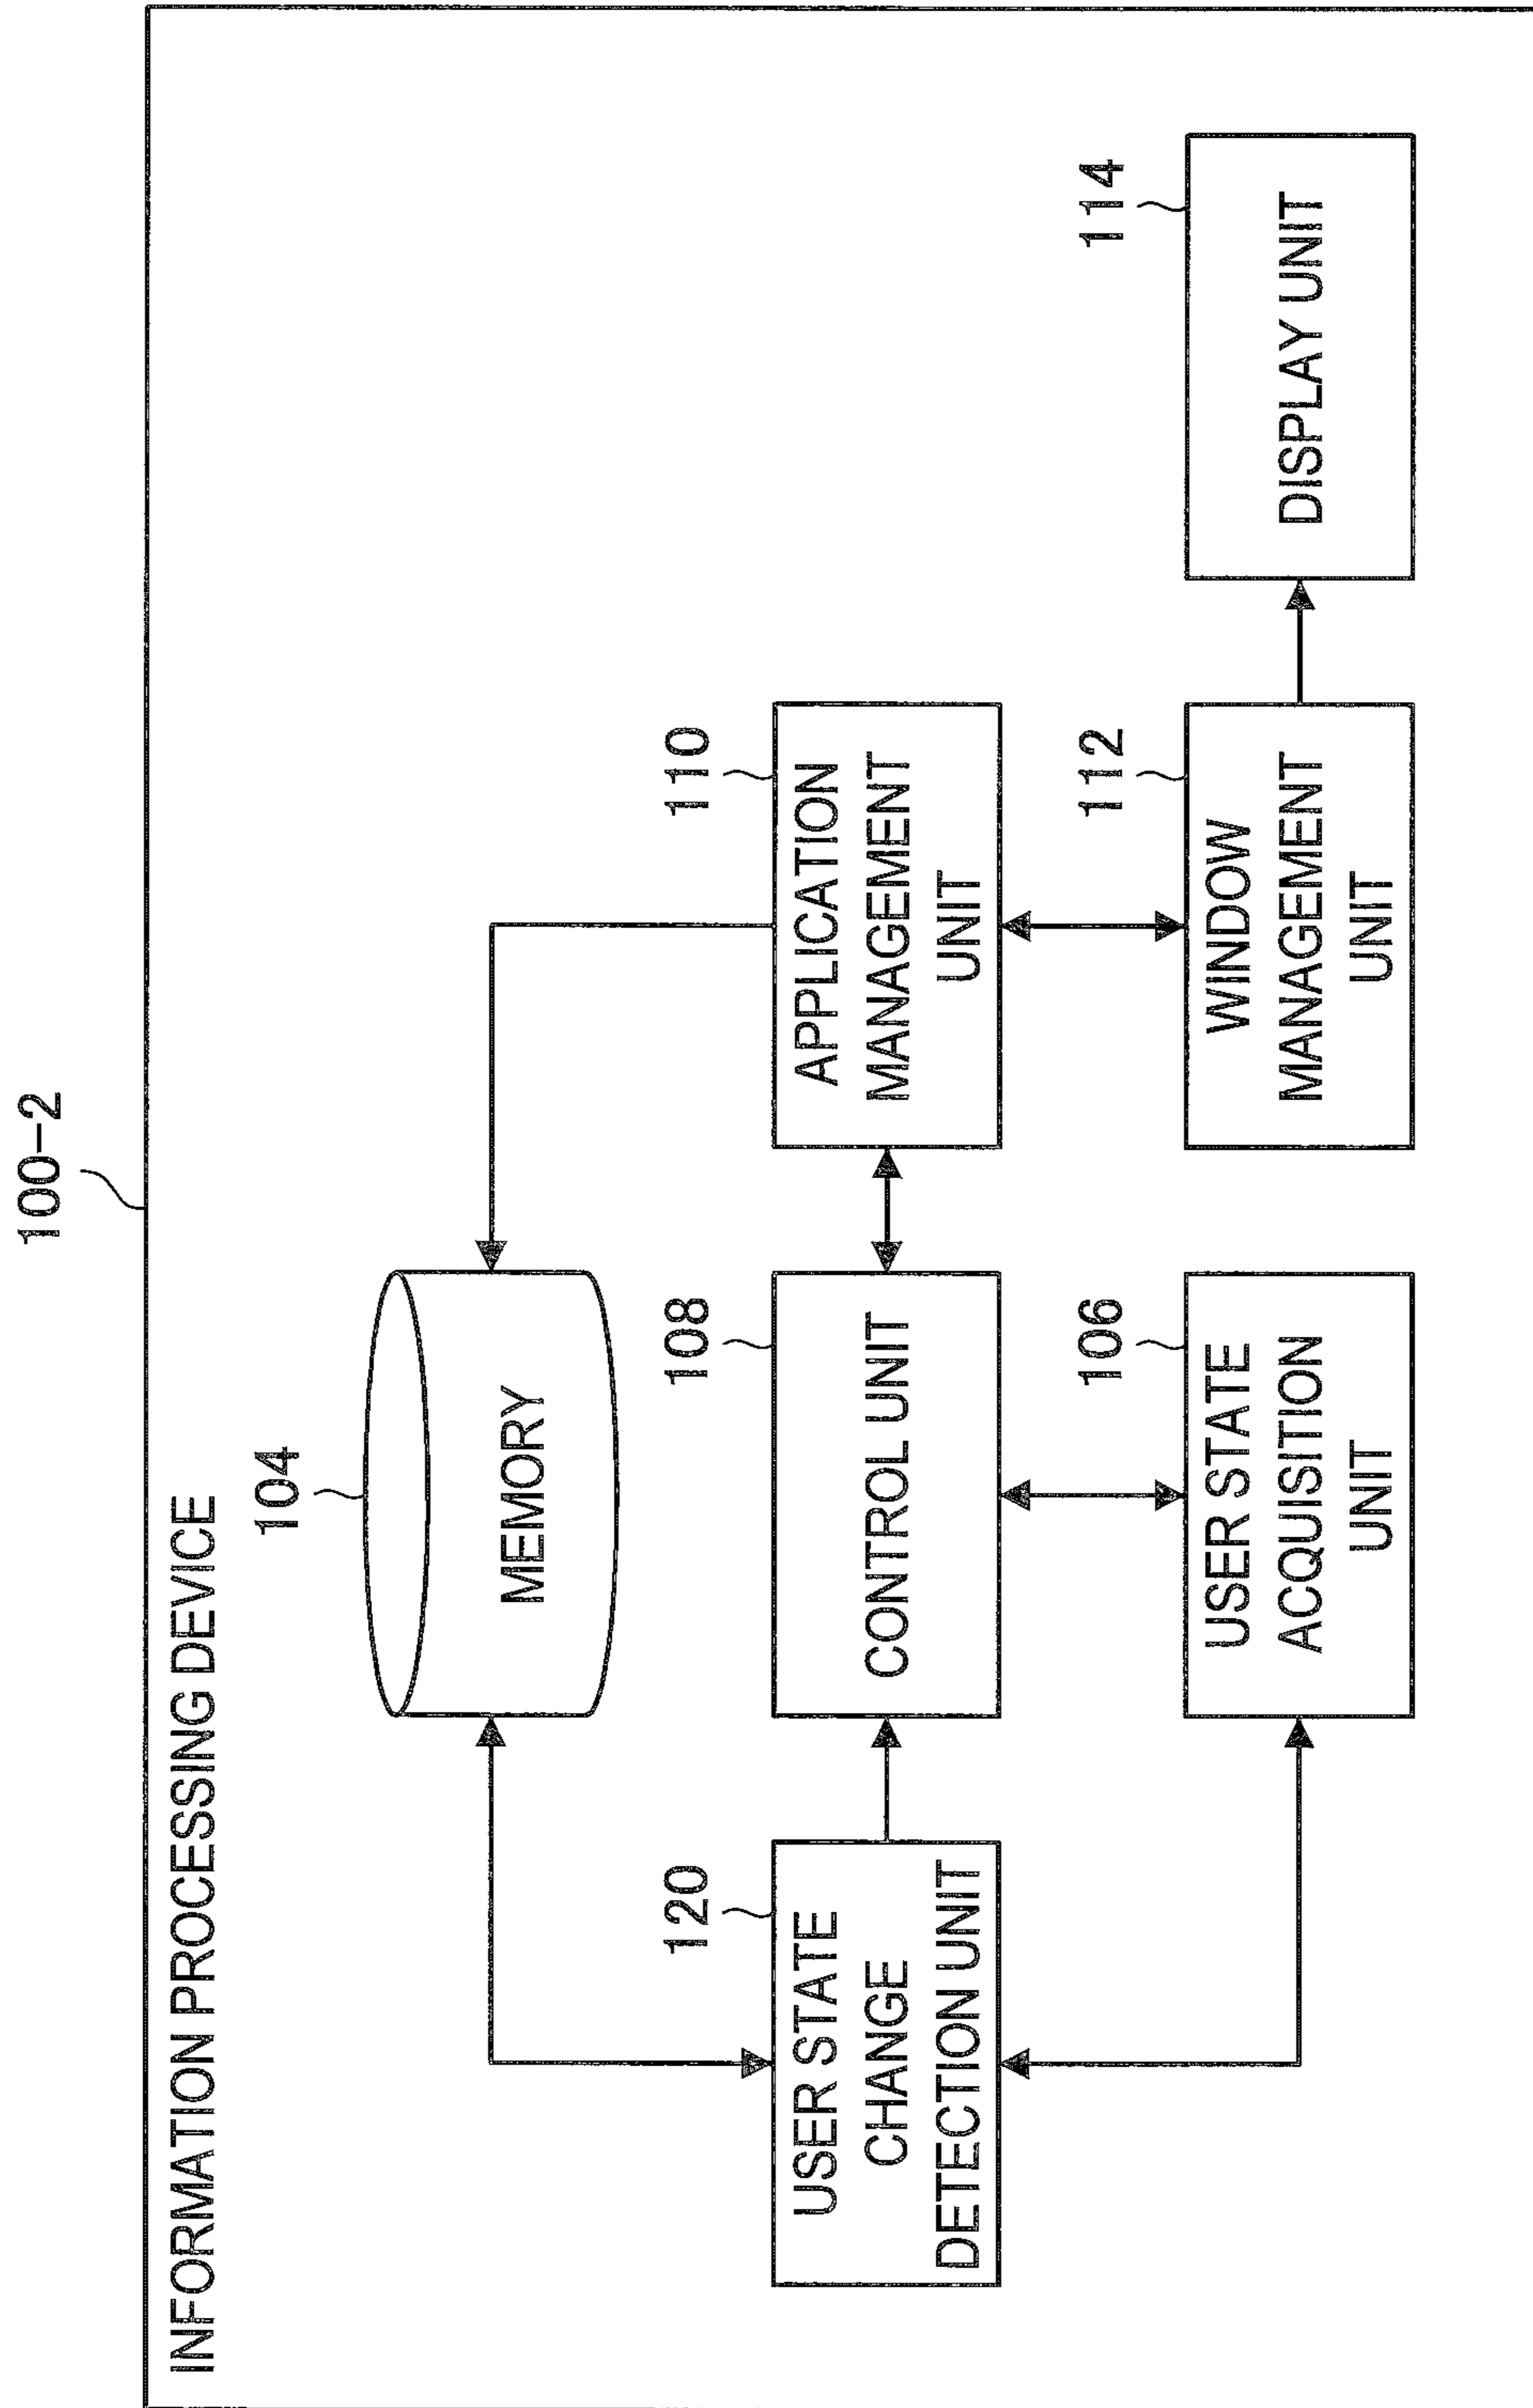 100-2
INFORMATION PROCESSING DEVICE
104
MEMORY
120
USER STATE
CHANGE
DETECTION UNIT
108
CONTROL UNIT
110
APPLICATION
MANAGEMENT
UNIT
106
USER STATE
ACQUISITION
UNIT
112
WINDOW
MANAGEMENT
UNIT
114
DISPLAY UNIT